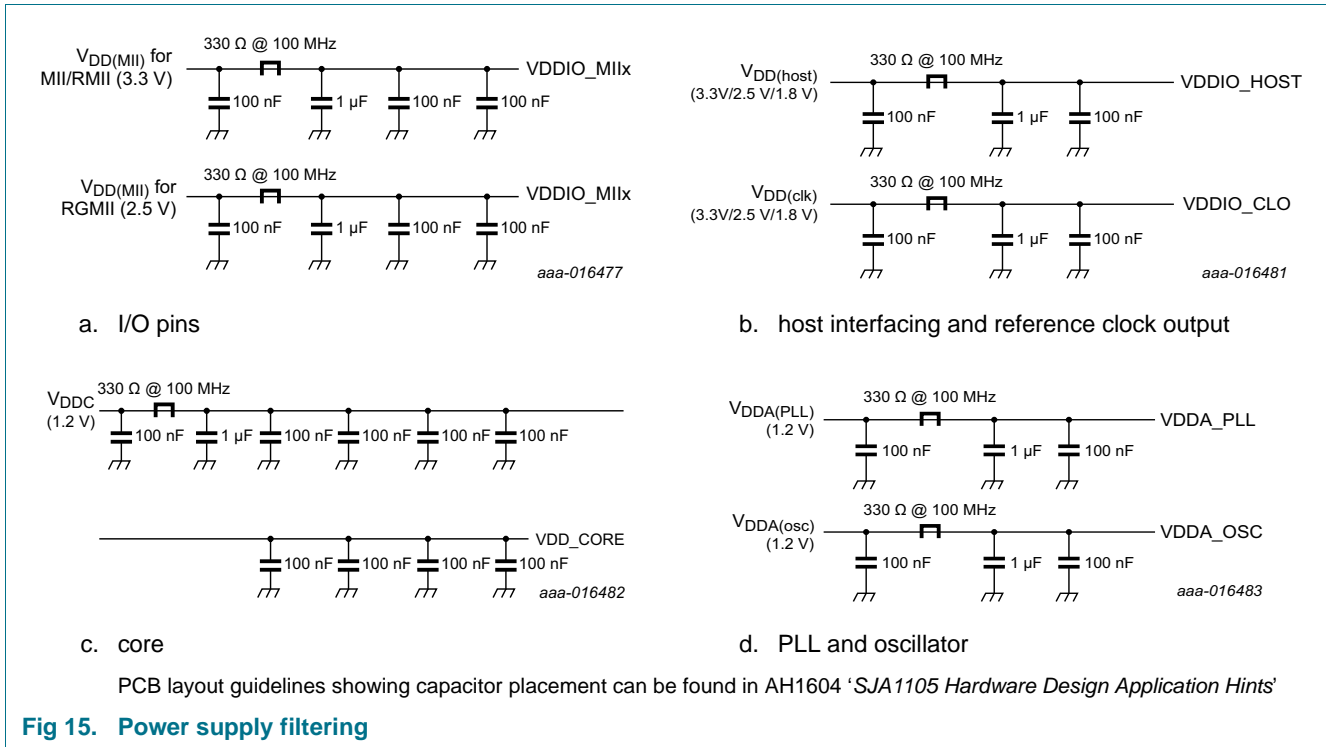 330 Ω @ 100 MHz
V_DD(MII) for
MII/RMII (3.3 V)
VDDIO_MIIx
100 nF 1 µF 100 nF 100 nF
330 Ω @ 100 MHz
V_DD(MII) for
RGMII (2.5 V)
VDDIO_MIIx
100 nF 1 µF 100 nF 100 nF
aaa-016477
a. I/O pins
330 Ω @ 100 MHz
V_DD(host)
(3.3V/2.5 V/1.8 V)
VDDIO_HOST
100 nF 1 µF 100 nF
330 Ω @ 100 MHz
V_DD(clk)
(3.3V/2.5 V/1.8 V)
VDDIO_CLO
100 nF 1 µF 100 nF
aaa-016481
b. host interfacing and reference clock output
330 Ω @ 100 MHz
V_DDC
(1.2 V)
100 nF 1 µF 100 nF 100 nF 100 nF 100 nF
VDD_CORE
100 nF 100 nF 100 nF 100 nF
aaa-016482
c. core
330 Ω @ 100 MHz
V_DDA(PLL)
(1.2 V)
VDDA_PLL
100 nF 1 µF 100 nF
330 Ω @ 100 MHz
V_DDA(osc)
(1.2 V)
VDDA_OSC
100 nF 1 µF 100 nF
aaa-016483
d. PLL and oscillator
PCB layout guidelines showing capacitor placement can be found in AH1604 ‘SJA1105 Hardware Design Application Hints’
Fig 15. Power supply filtering